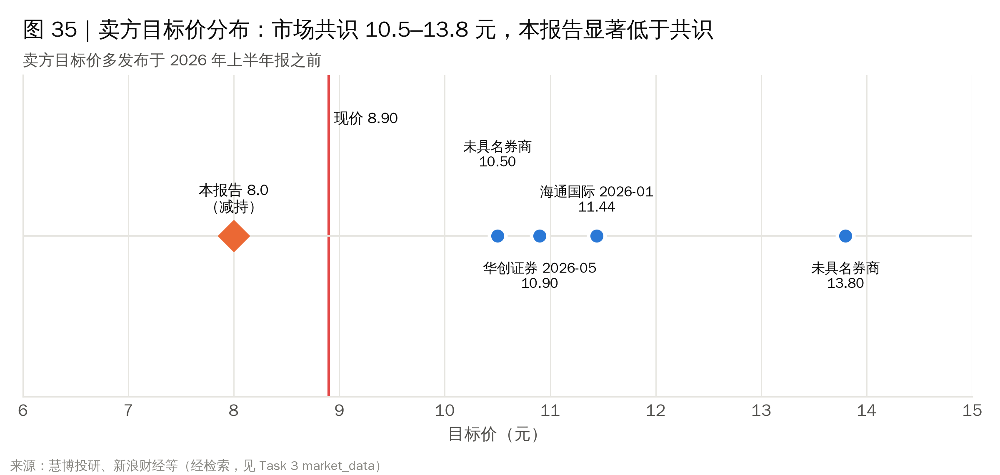 图 35｜卖方目标价分布：市场共识 10.5–13.8 元，本报告显著低于共识
卖方目标价多发布于 2026 年上半年报之前
现价 8.90
未具名券商
10.50
本报告 8.0
（减持）
海通国际 2026-01
11.44
华创证券 2026-05
10.90
未具名券商
13.80
6 7 8 9 10 11 12 13 14 15
目标价（元）
来源：慧博投研、新浪财经等（经检索，见 Task 3 market_data）